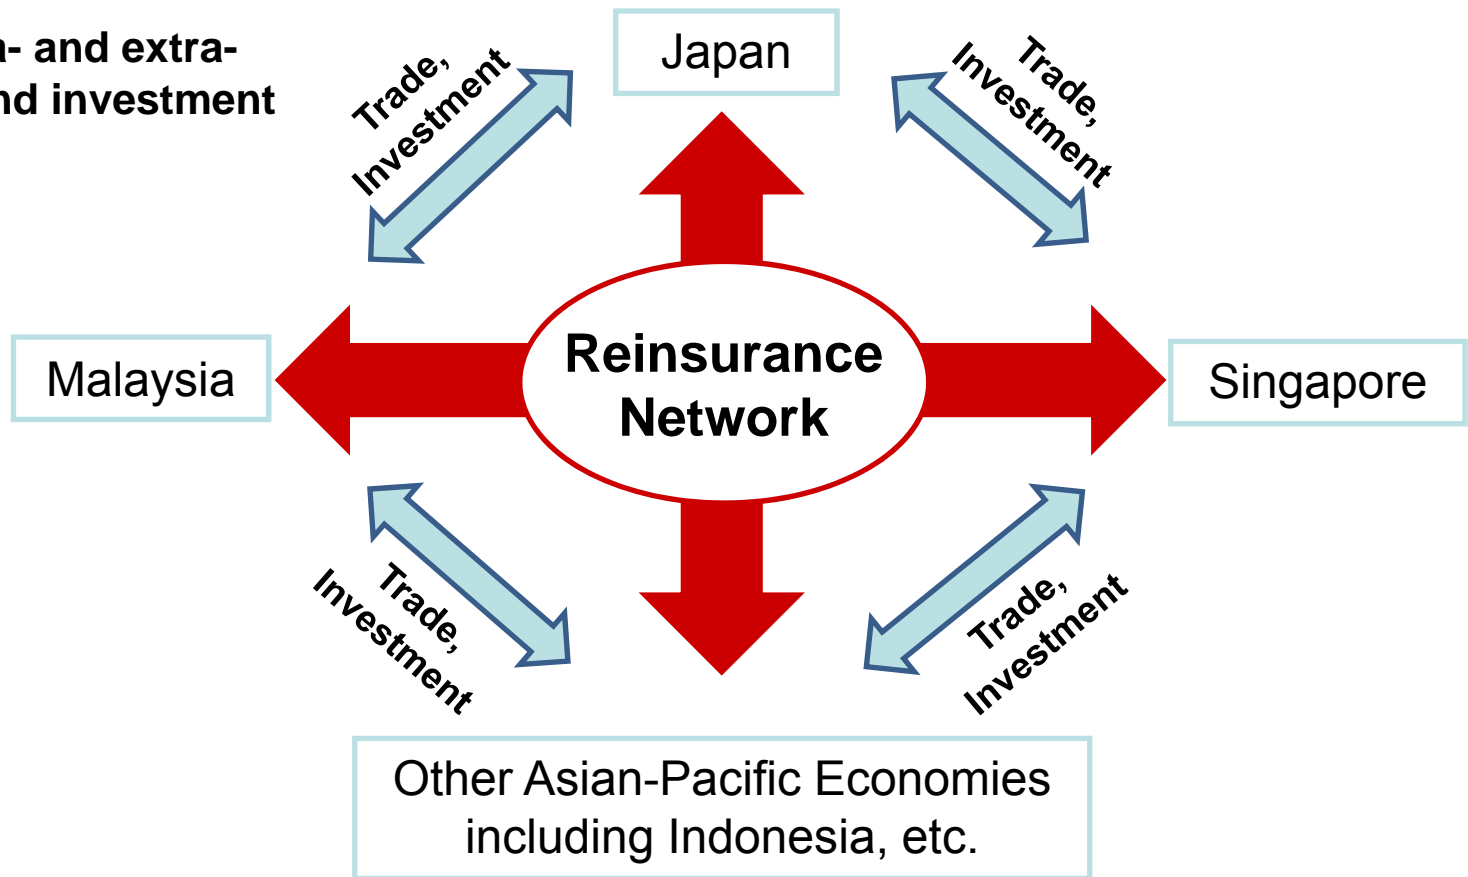 a- and extra-
nd investment
Japan
Trade,
Investment
Trade,
Investment
Malaysia
Reinsurance
Network
Singapore
Trade,
Investment
Trade,
Investment
Other Asian-Pacific Economies
including Indonesia, etc.